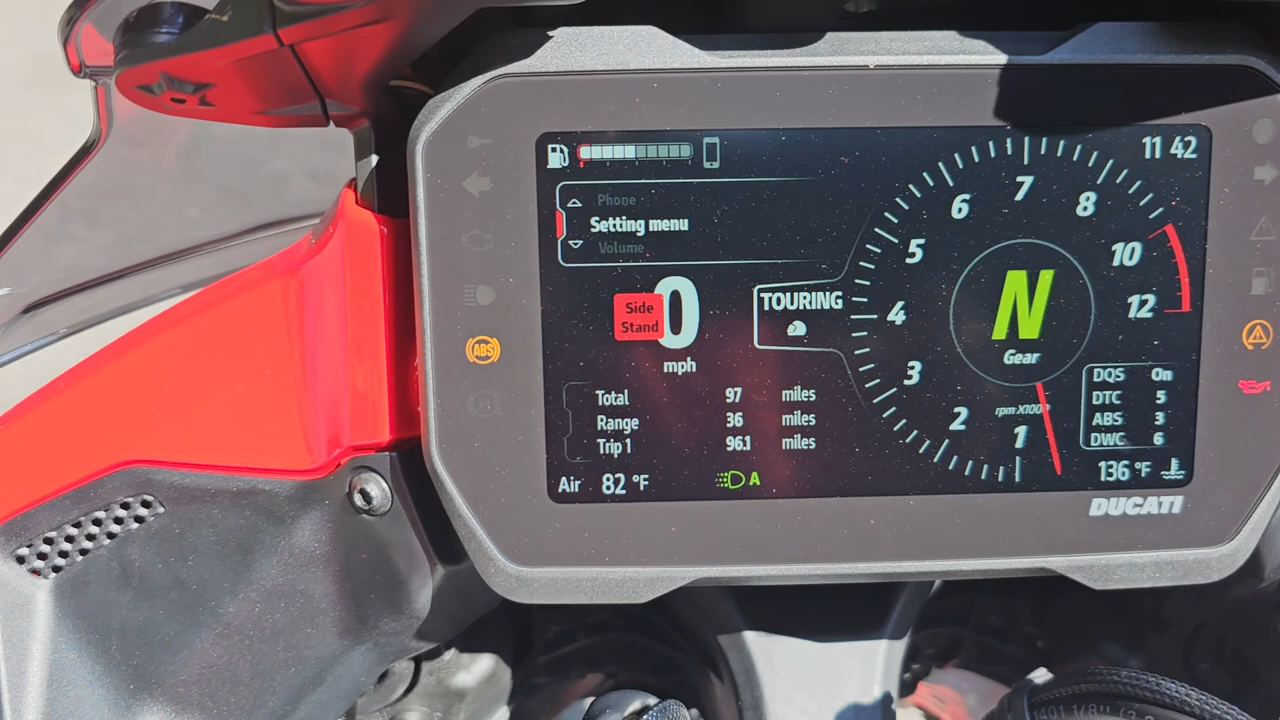 11 42
Phone
Setting menu
Volume
Side
Stand
0
mph
TOURING
1
2
3
4
5
6
7
8
10
12
rpm X1000
N
Gear
Total 97 miles
Range 36 miles
Trip 1 96.1 miles
DQS On
DTC 5
ABS 3
DWC 6
Air 82 °F
A
136 °F
ABS
DUCATI